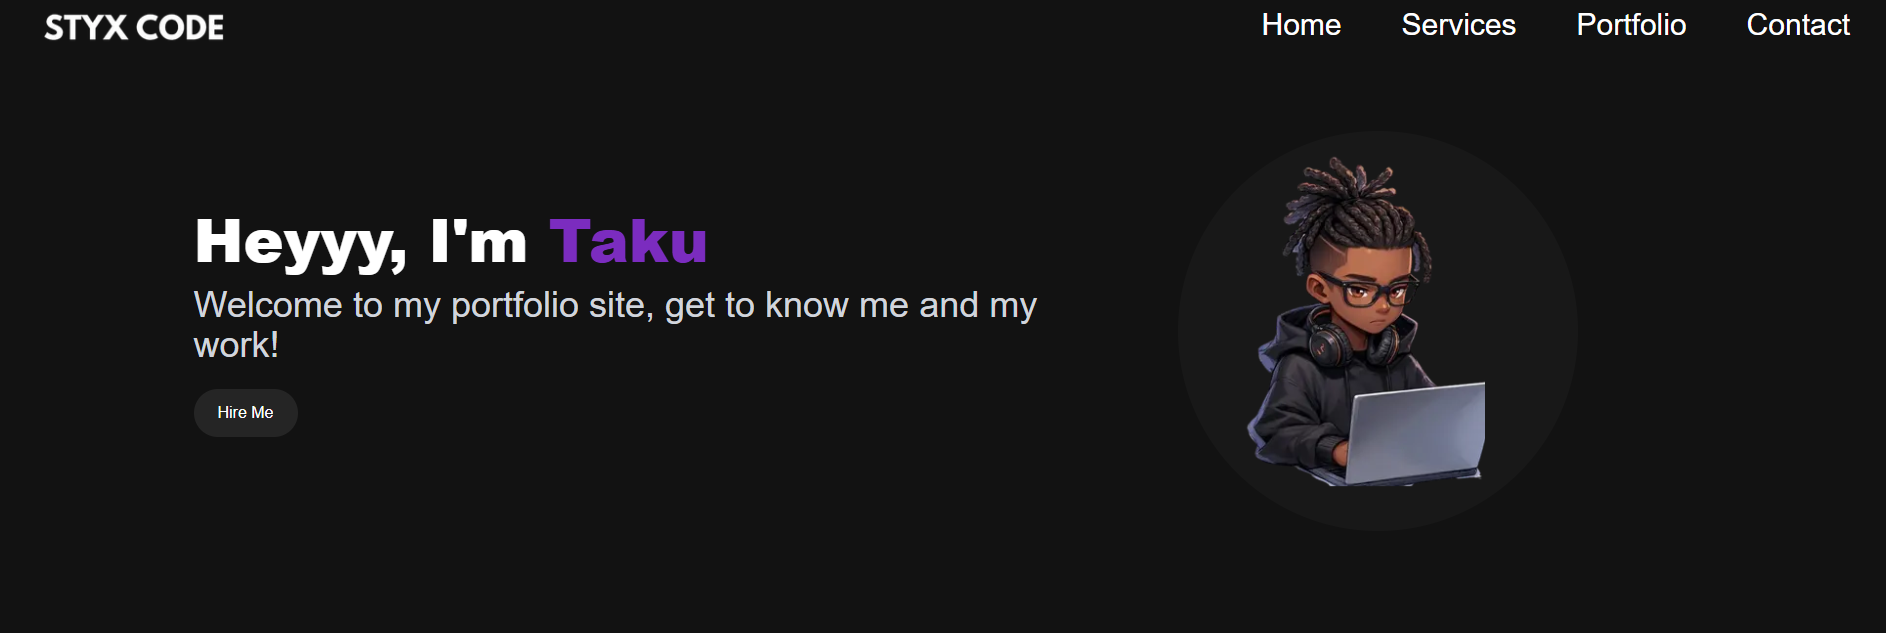 STYX CODE
Home Services Portfolio Contact
Heyyy, I'm Taku
Welcome to my portfolio site, get to know me and my
work!
Hire Me